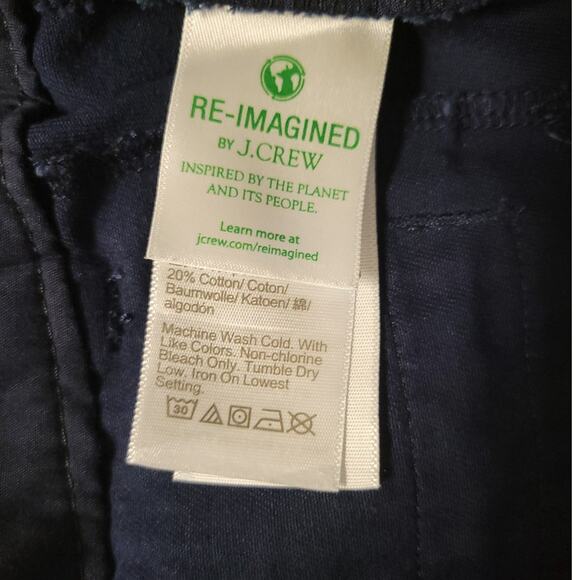 RE-IMAGINED
BY J.CREW
INSPIRED BY THE PLANET
AND ITS PEOPLE.
Learn more at
jcrew.com/reimagined
20% Cotton/ Coton/
Baumwolle/ Katoen/ 綿/
algodón
Machine Wash Cold. With
Like Colors. Non-chlorine
Bleach Only. Tumble Dry
Low. Iron On Lowest
Setting.
30